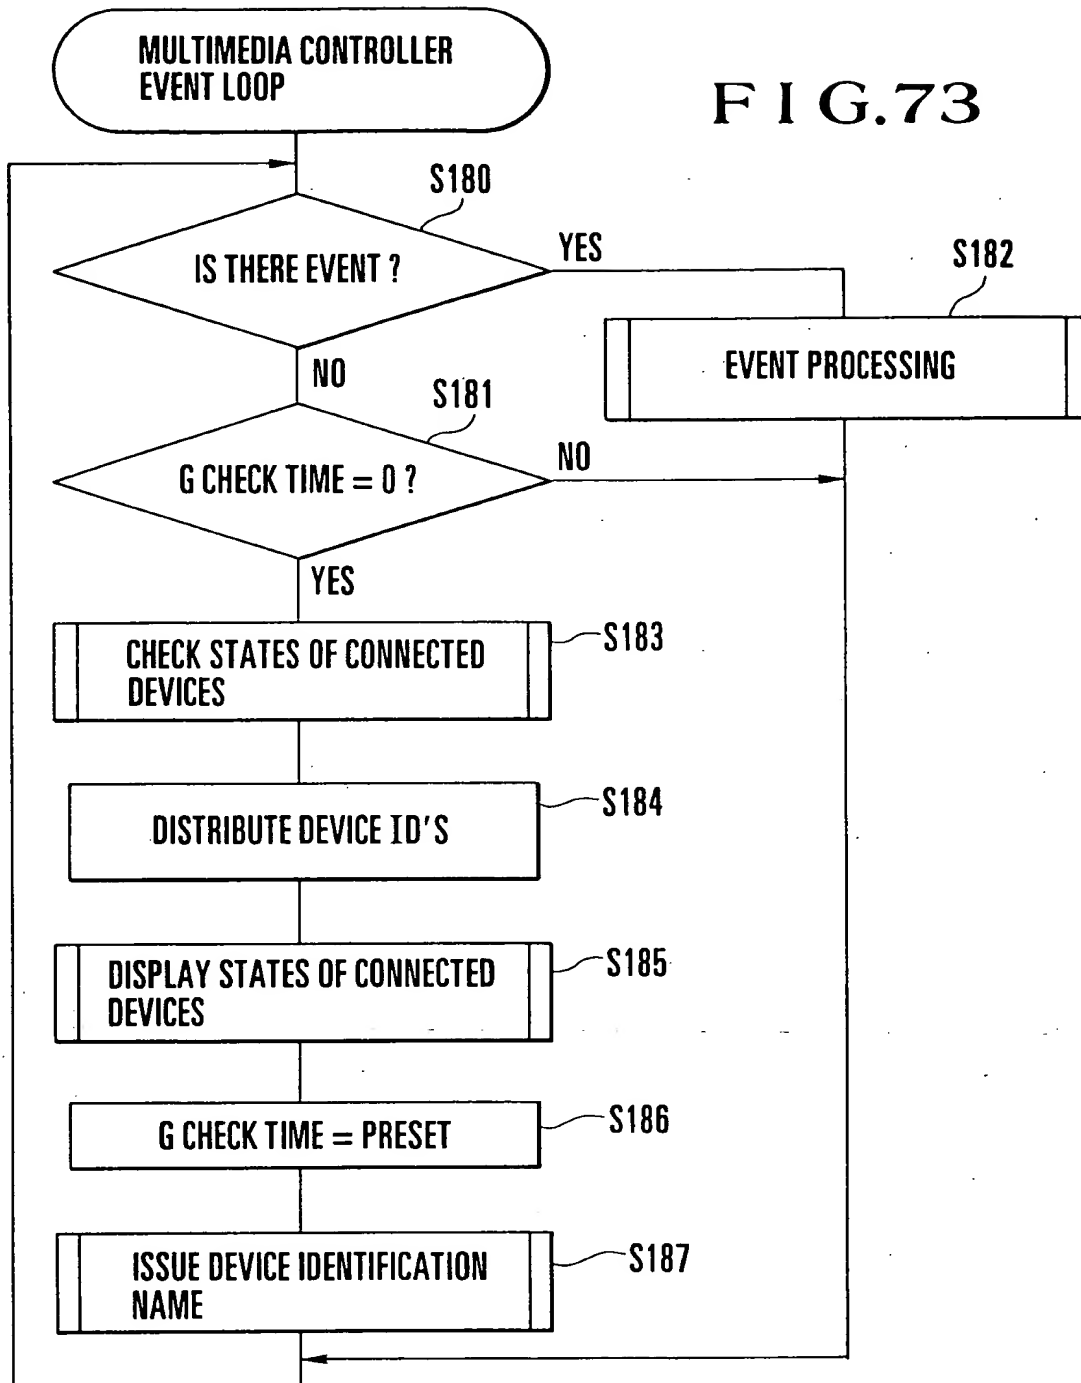 MULTIMEDIA CONTROLLER
EVENT LOOP
FIG.73
S180
IS THERE EVENT ?
YES
S182
EVENT PROCESSING
NO
S181
G CHECK TIME = 0 ?
NO
YES
CHECK STATES OF CONNECTED
DEVICES
S183
DISTRIBUTE DEVICE ID'S
S184
DISPLAY STATES OF CONNECTED
DEVICES
S185
G CHECK TIME = PRESET
S186
ISSUE DEVICE IDENTIFICATION
NAME
S187